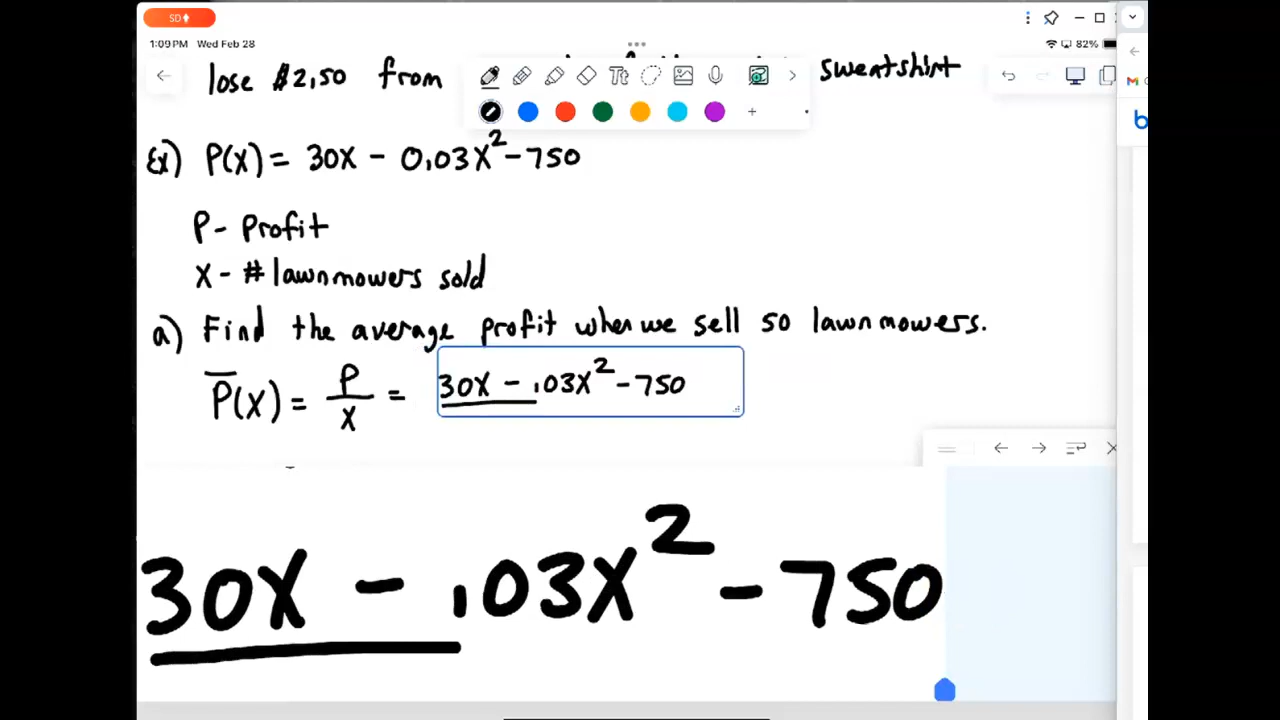 SD
1:09 PM Wed Feb 28
82%
lose $2.50 from sweatshirt
Ex) P(X) = 30X - 0.03X² - 750
P - Profit
X - # lawnmowers sold
a) Find the average profit when we sell 50 lawnmowers.
P̅(X) = P/X = 30X - .03X² - 750
30X - .03X² - 750